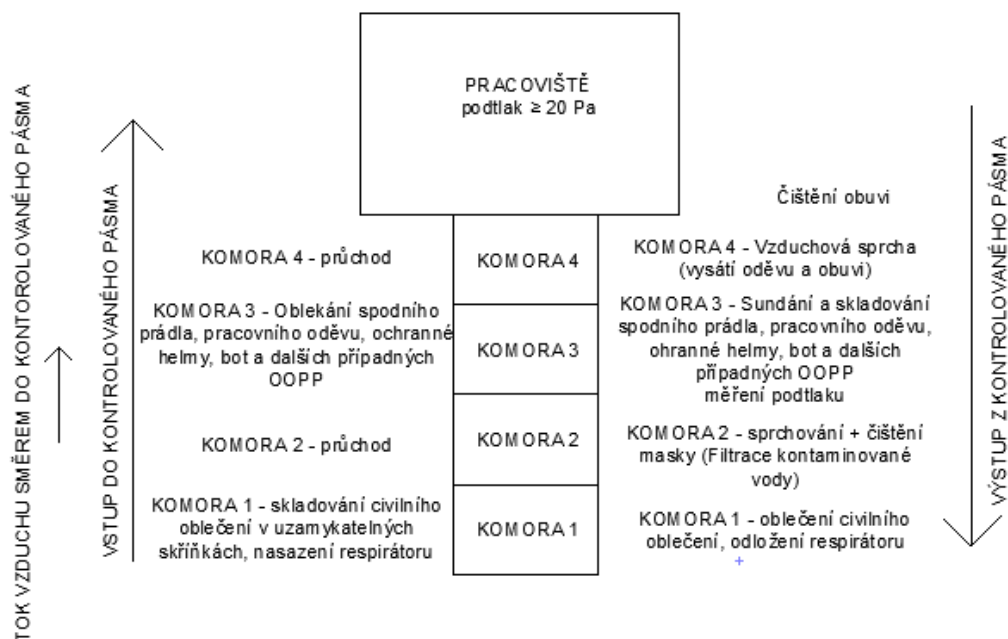 TOK VZDUCHU SMĚREM DO KONTOROLOVANÉHO PÁSMA
VSTUP DO KONTROLOVANÉHO PÁSMA
PRACOVIŠTĚ
podtlak ≥ 20 Pa
KOMORA 4 - průchod
KOMORA 3 - Oblekání spodního
prádla, pracovního oděvu, ochranné
helmy, bot a dalších případných
OOPP
KOMORA 2 - průchod
KOMORA 1 - skladování civilního
oblečení v uzamykatelných
skříňkách, nasazení respirátoru
KOMORA 4
KOMORA 3
KOMORA 2
KOMORA 1
Čištění obuvi
KOMORA 4 - Vzduchová sprcha
(vysátí oděvu a obuvi)
KOMORA 3 - Sundání a skladování
spodního prádla, pracovního oděvu,
ohranné helmy, bot a dalších
případných OOPP
měření podtlaku
KOMORA 2 - sprchování + čištění
masky (Filtrace kontaminované
vody)
KOMORA 1 - oblečení civilního
oblečení, odložení respirátoru
VÝSTUP Z KONTROLOVANÉHO PÁSMA